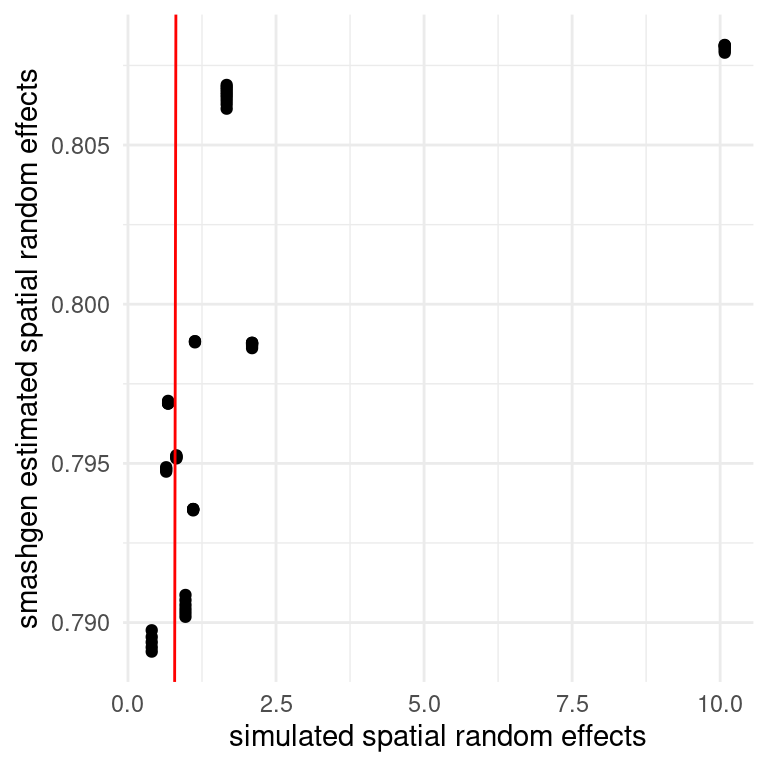 smashgen estimated spatial random effects
0.805
0.800
0.795
0.790
0.0 2.5 5.0 7.5 10.0
simulated spatial random effects